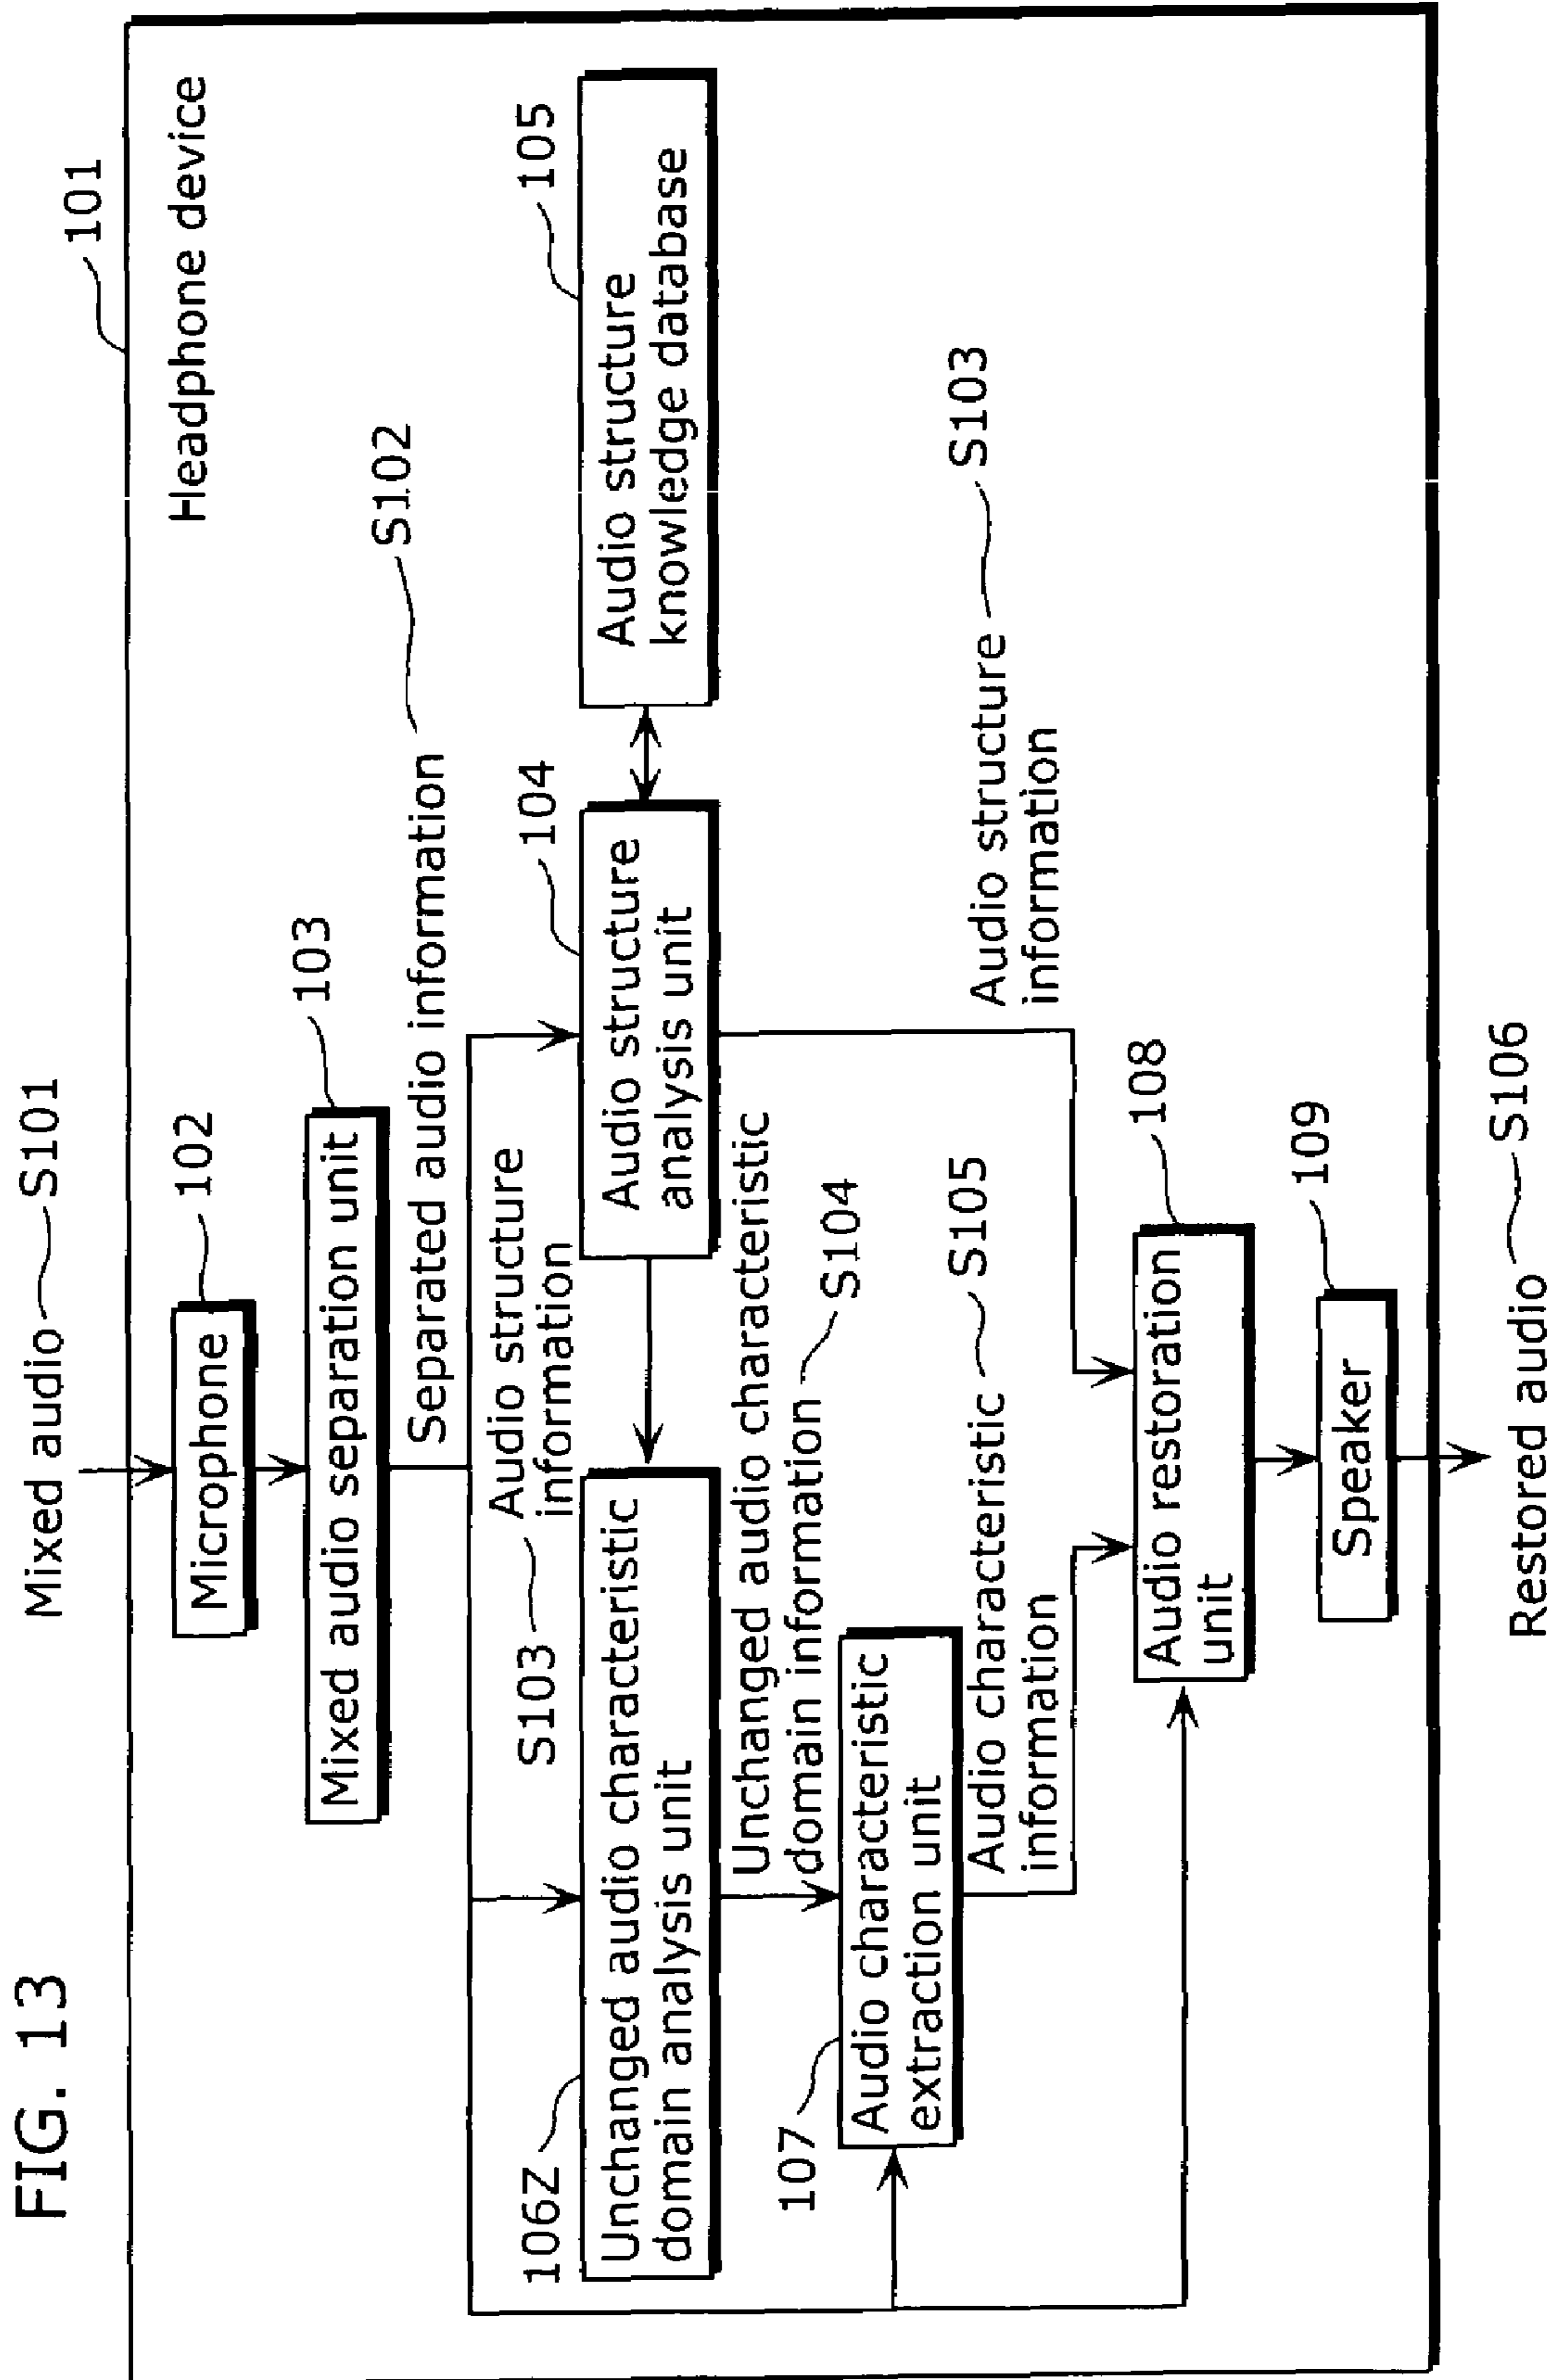 FIG. 13
Mixed audio
S101
101
Headphone device
Microphone
102
Mixed audio separation unit
103
Separated audio information
S102
S103
Audio structure
information
106Z
Unchanged audio characteristic
domain analysis unit
104
Audio structure
analysis unit
105
Audio structure
knowledge database
Unchanged audio characteristic
domain information
S104
107
Audio characteristic
extraction unit
Audio characteristic
information
S105
Audio structure
information
S103
Audio restoration
unit
108
Speaker
109
Restored audio
S106